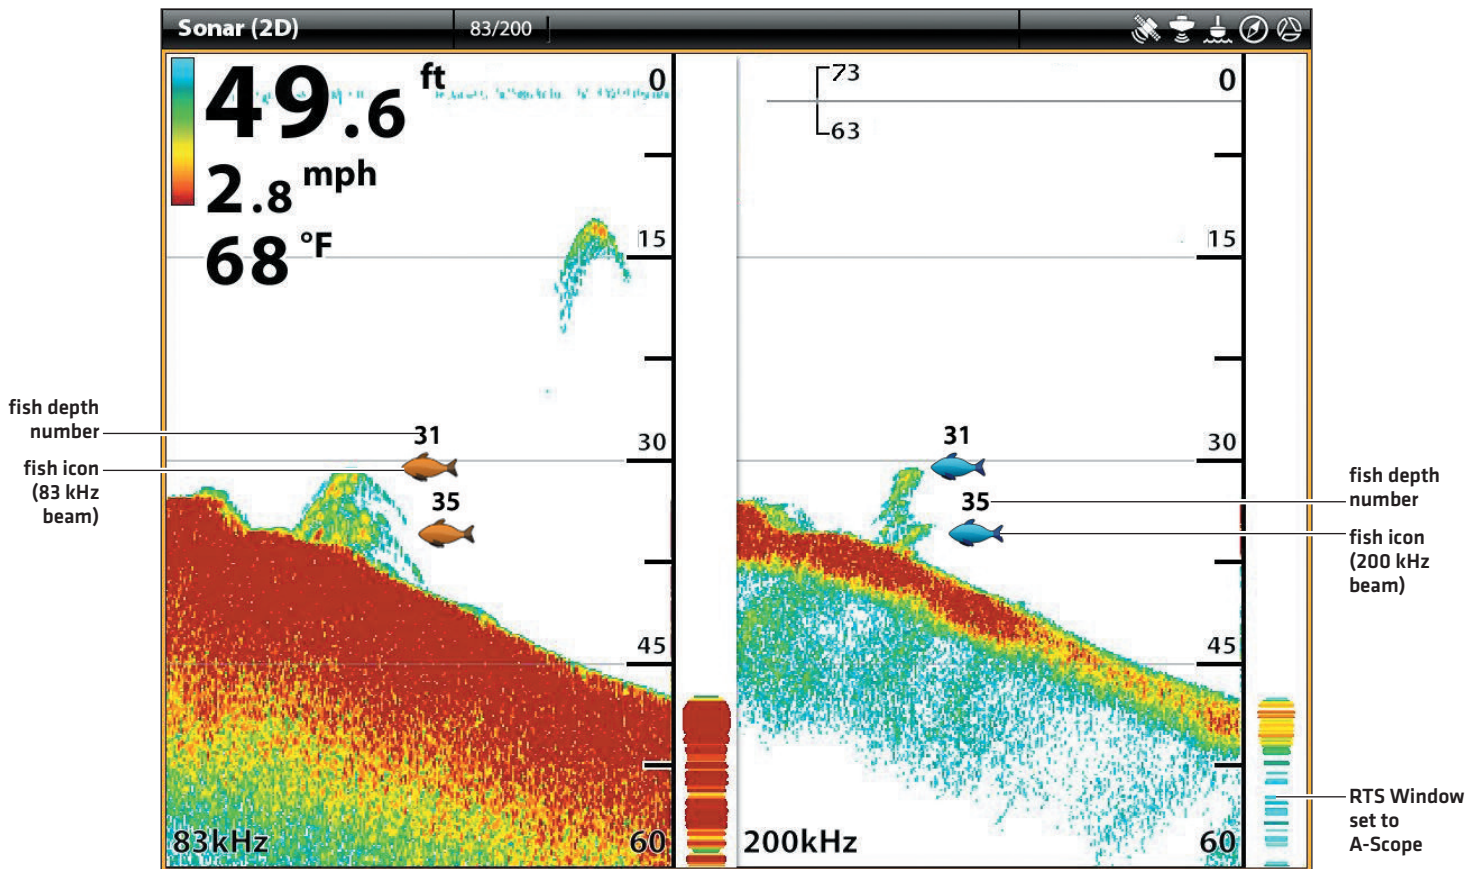 Sonar (2D)
83/200
49.6 ft
2.8 mph
68 °F
0
15
30
45
60
83kHz
31
35
73
63
0
15
30
45
60
200kHz
31
35
fish depth
number
fish icon
(83 kHz
beam)
fish depth
number
fish icon
(200 kHz
beam)
RTS Window
set to
A-Scope